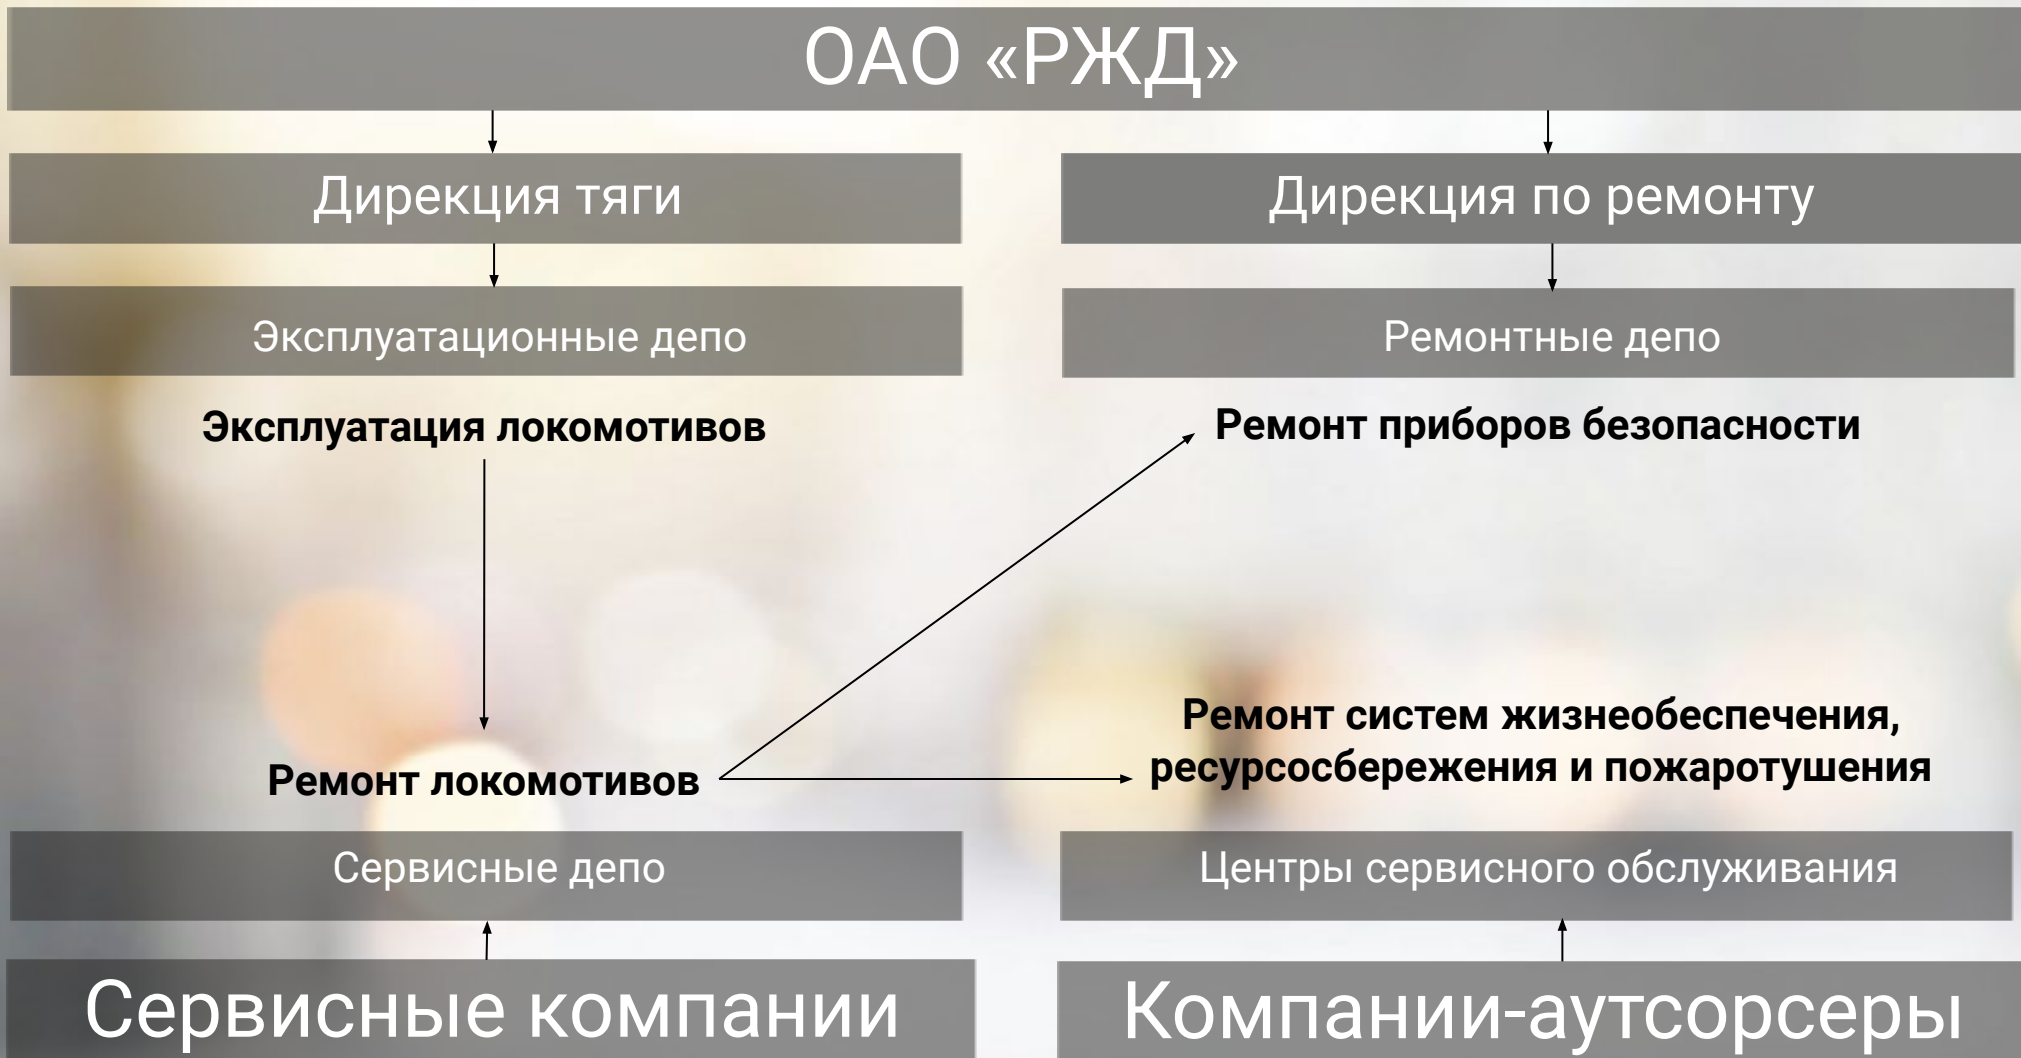 ОАО «РЖД»
Дирекция тяги
Дирекция по ремонту
Эксплуатационные депо
Ремонтные депо
Эксплуатация локомотивов
Ремонт приборов безопасности
Ремонт систем жизнеобеспечения,
ресурсосбережения и пожаротушения
Ремонт локомотивов
Сервисные депо
Центры сервисного обслуживания
Сервисные компании
Компании-аутсорсеры